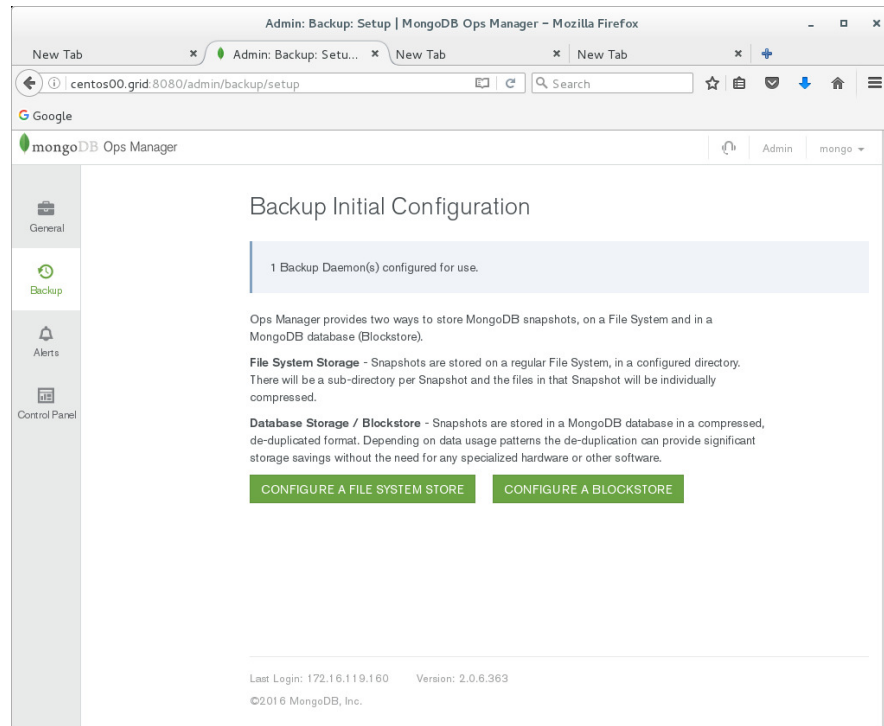 Admin: Backup: Setup | MongoDB Ops Manager - Mozilla Firefox
New Tab
Admin: Backup: Setu...
New Tab
New Tab
centos00.grid:8080/admin/backup/setup
Search
Google
mongoDB Ops Manager
Admin
mongo
General
Backup
Alerts
Control Panel
Backup Initial Configuration
1 Backup Daemon(s) configured for use.
Ops Manager provides two ways to store MongoDB snapshots, on a File System and in a
MongoDB database (Blockstore).
File System Storage - Snapshots are stored on a regular File System, in a configured directory.
There will be a sub-directory per Snapshot and the files in that Snapshot will be individually
compressed.
Database Storage / Blockstore - Snapshots are stored in a MongoDB database in a compressed,
de-duplicated format. Depending on data usage patterns the de-duplication can provide significant
storage savings without the need for any specialized hardware or other software.
CONFIGURE A FILE SYSTEM STORE
CONFIGURE A BLOCKSTORE
Last Login: 172.16.119.160 Version: 2.0.6.363
©2016 MongoDB, Inc.